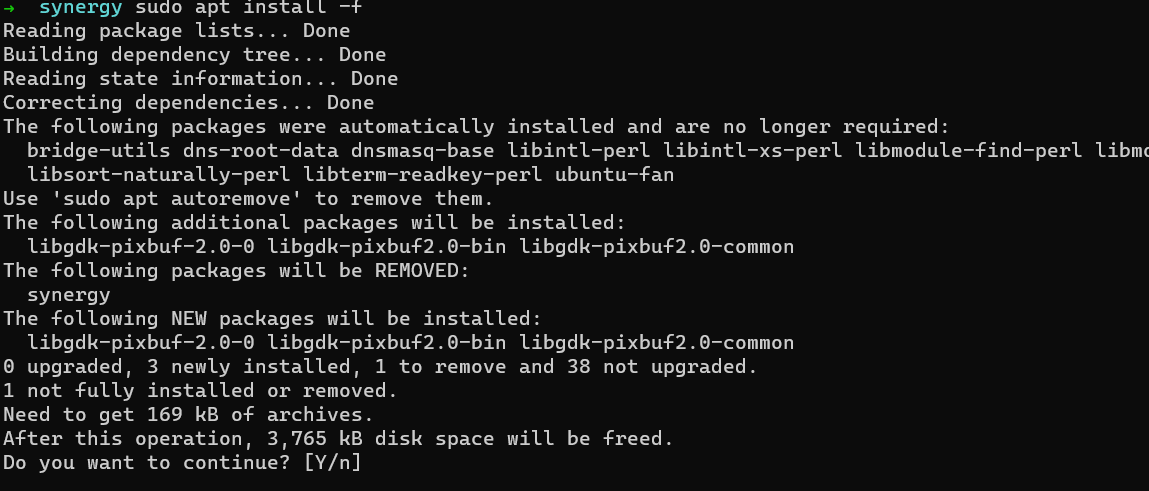 → synergy sudo apt install -f
Reading package lists... Done
Building dependency tree... Done
Reading state information... Done
Correcting dependencies... Done
The following packages were automatically installed and are no longer required:
  bridge-utils dns-root-data dnsmasq-base libintl-perl libintl-xs-perl libmodule-find-perl libmo
  libsort-naturally-perl libterm-readkey-perl ubuntu-fan
Use 'sudo apt autoremove' to remove them.
The following additional packages will be installed:
  libgdk-pixbuf-2.0-0 libgdk-pixbuf2.0-bin libgdk-pixbuf2.0-common
The following packages will be REMOVED:
  synergy
The following NEW packages will be installed:
  libgdk-pixbuf-2.0-0 libgdk-pixbuf2.0-bin libgdk-pixbuf2.0-common
0 upgraded, 3 newly installed, 1 to remove and 38 not upgraded.
1 not fully installed or removed.
Need to get 169 kB of archives.
After this operation, 3,765 kB disk space will be freed.
Do you want to continue? [Y/n]